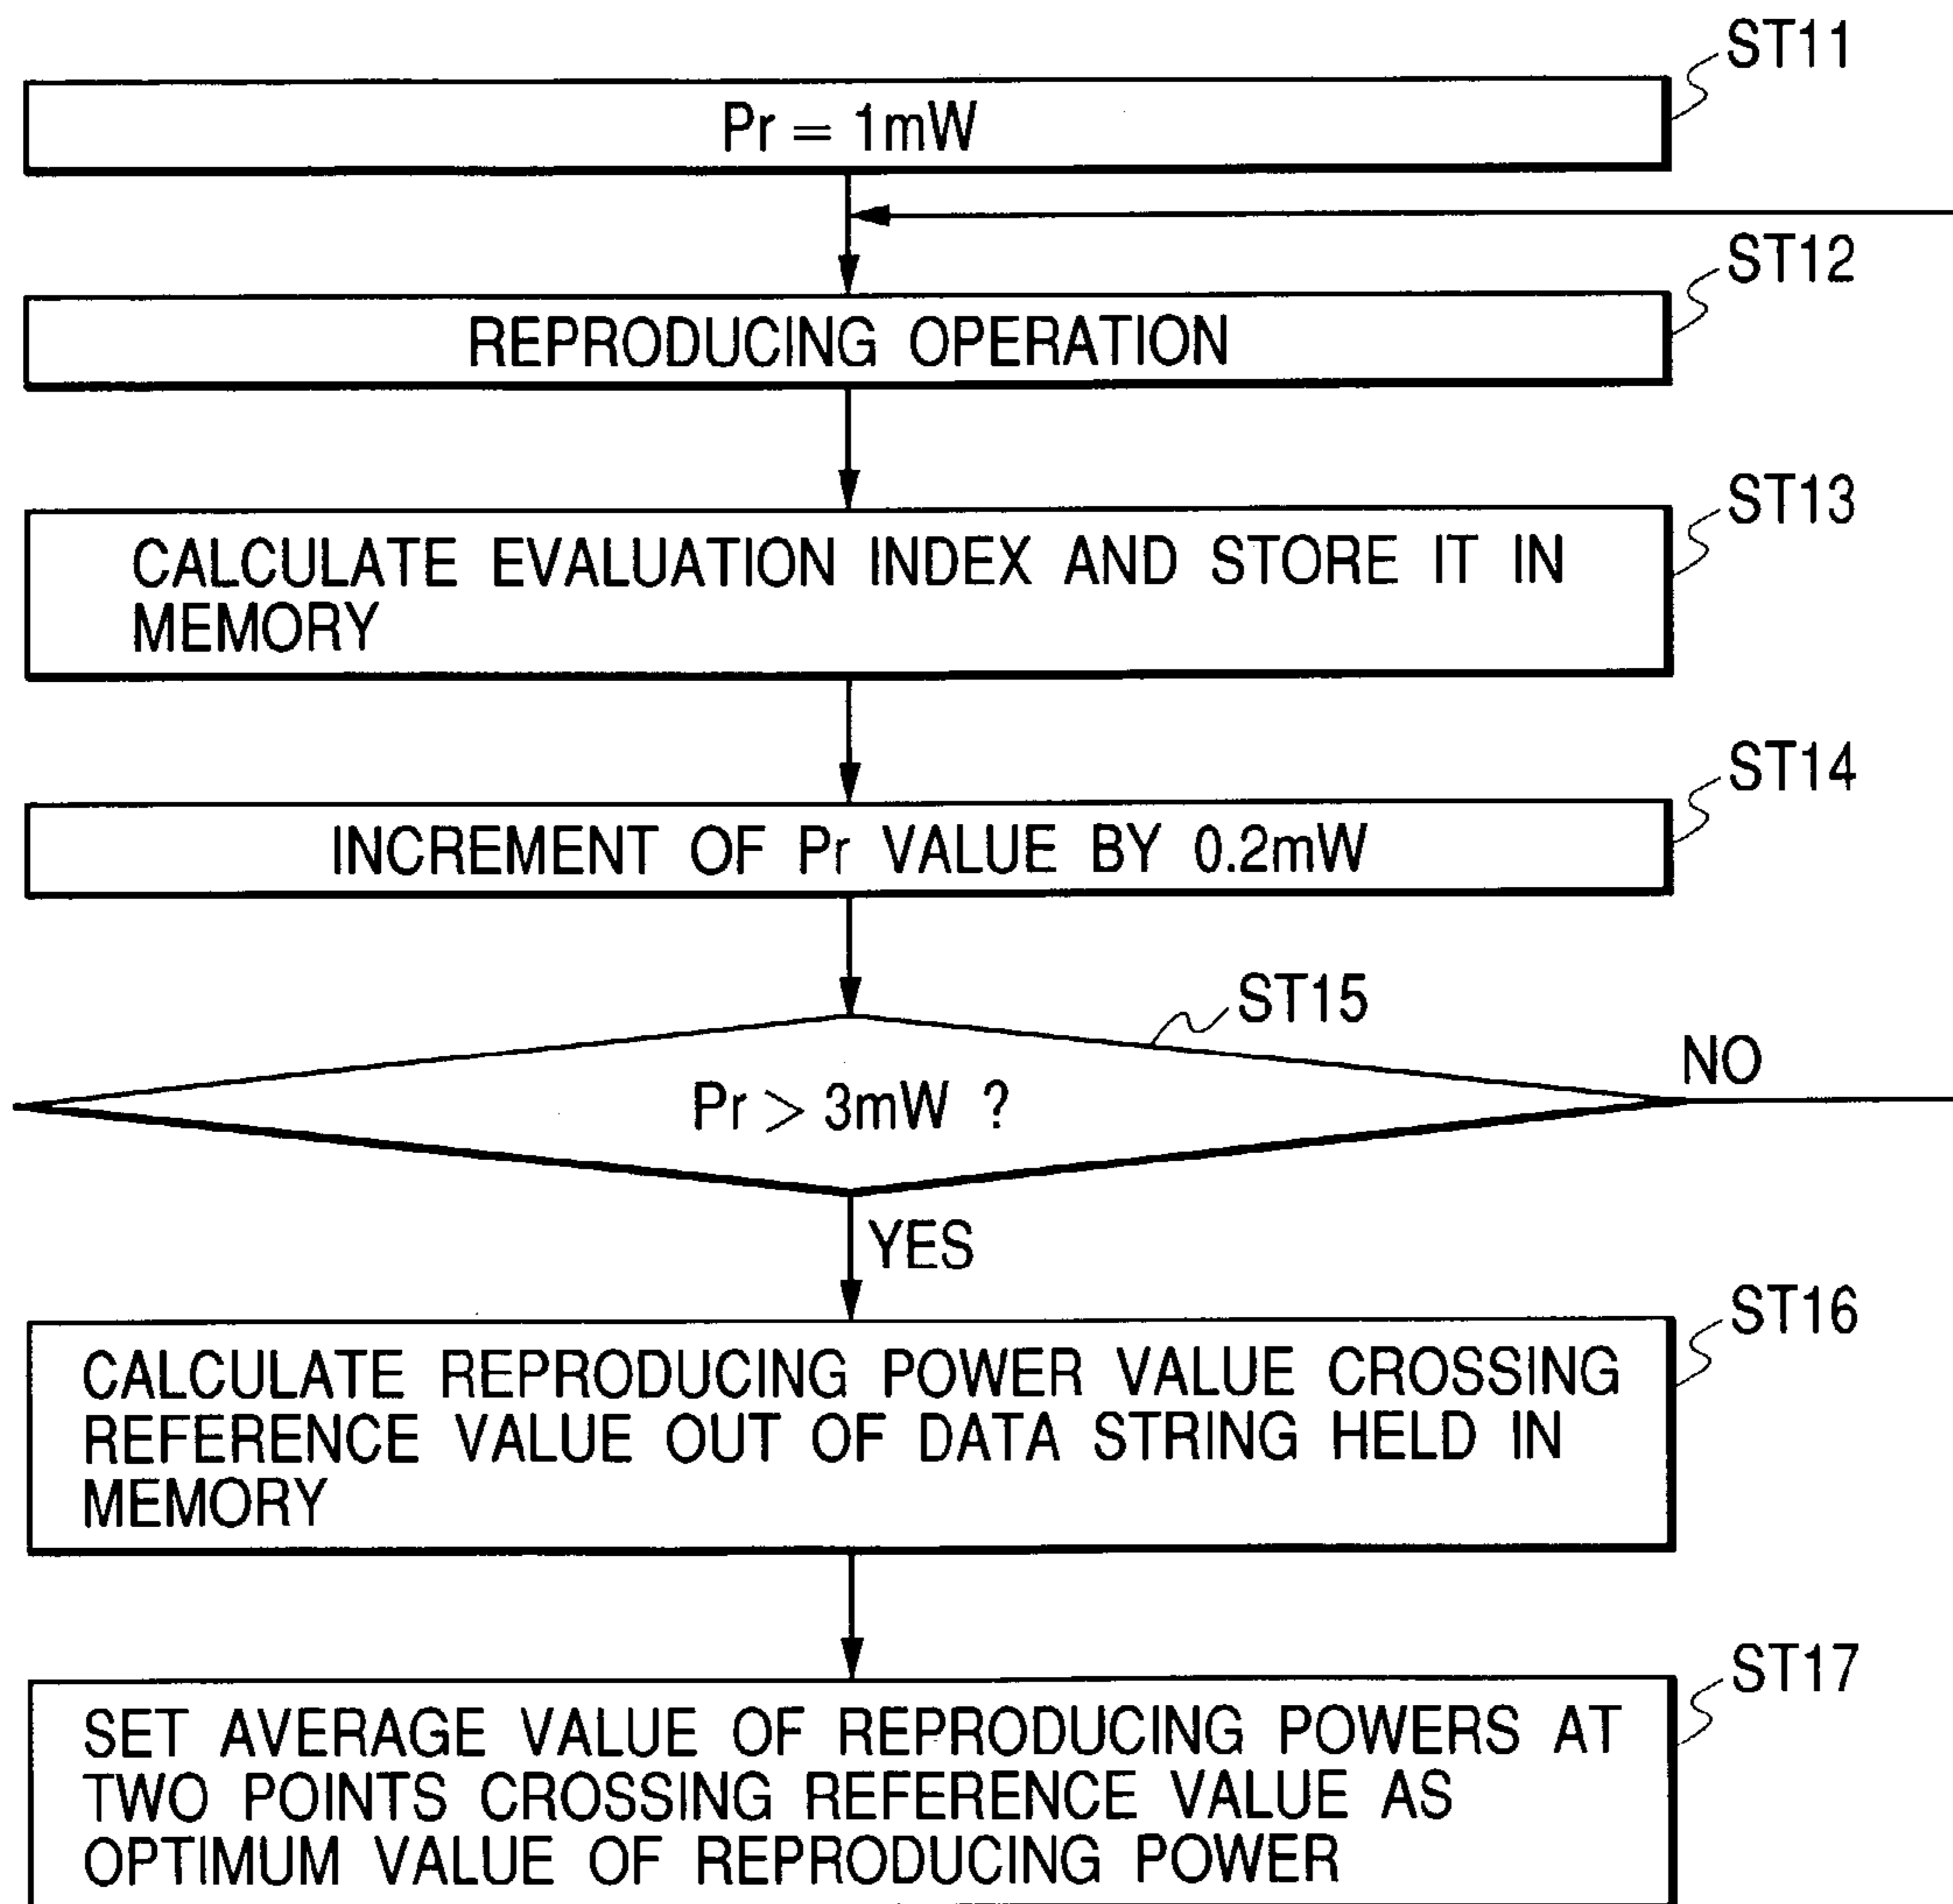 ST11
Pr = 1mW
ST12
REPRODUCING OPERATION
ST13
CALCULATE EVALUATION INDEX AND STORE IT IN
MEMORY
ST14
INCREMENT OF Pr VALUE BY 0.2mW
ST15
Pr > 3mW ?
NO
YES
ST16
CALCULATE REPRODUCING POWER VALUE CROSSING
REFERENCE VALUE OUT OF DATA STRING HELD IN
MEMORY
ST17
SET AVERAGE VALUE OF REPRODUCING POWERS AT
TWO POINTS CROSSING REFERENCE VALUE AS
OPTIMUM VALUE OF REPRODUCING POWER